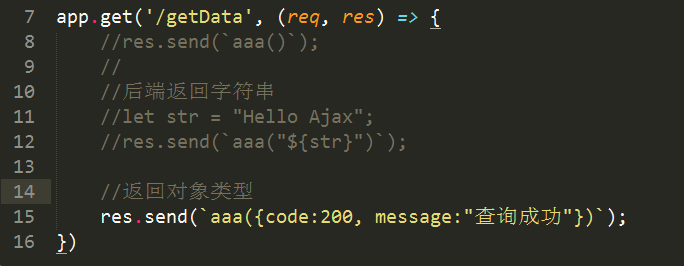 7 app.get('/getData', (req, res) => {
8 //res.send(`aaa()`);
9 //
10 //后端返回字符串
11 //let str = "Hello Ajax";
12 //res.send(`aaa("${str}")`);
13
14 //返回对象类型
15 res.send(`aaa({code:200, message:"查询成功"})`);
16 })